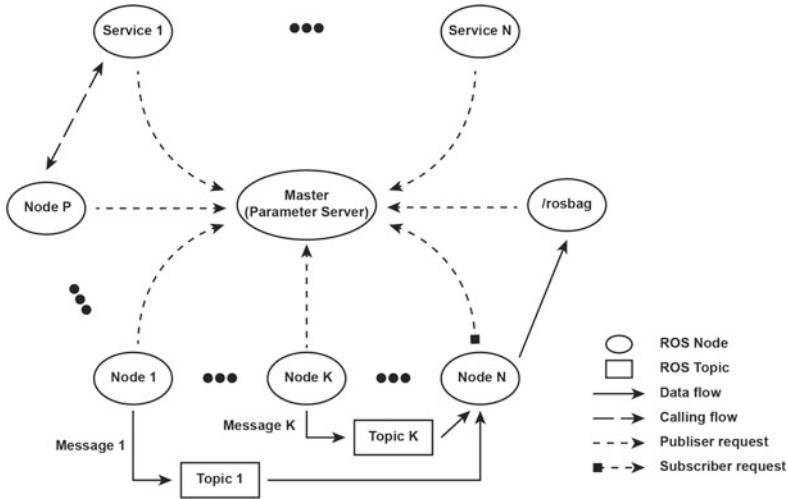 Service 1
Service N
Node P
Master
(Parameter Server)
/rosbag
Node 1
Node K
Node N
Message 1
Message K
Topic K
Topic 1
ROS Node
ROS Topic
Data flow
Calling flow
Publiser request
Subscriber request